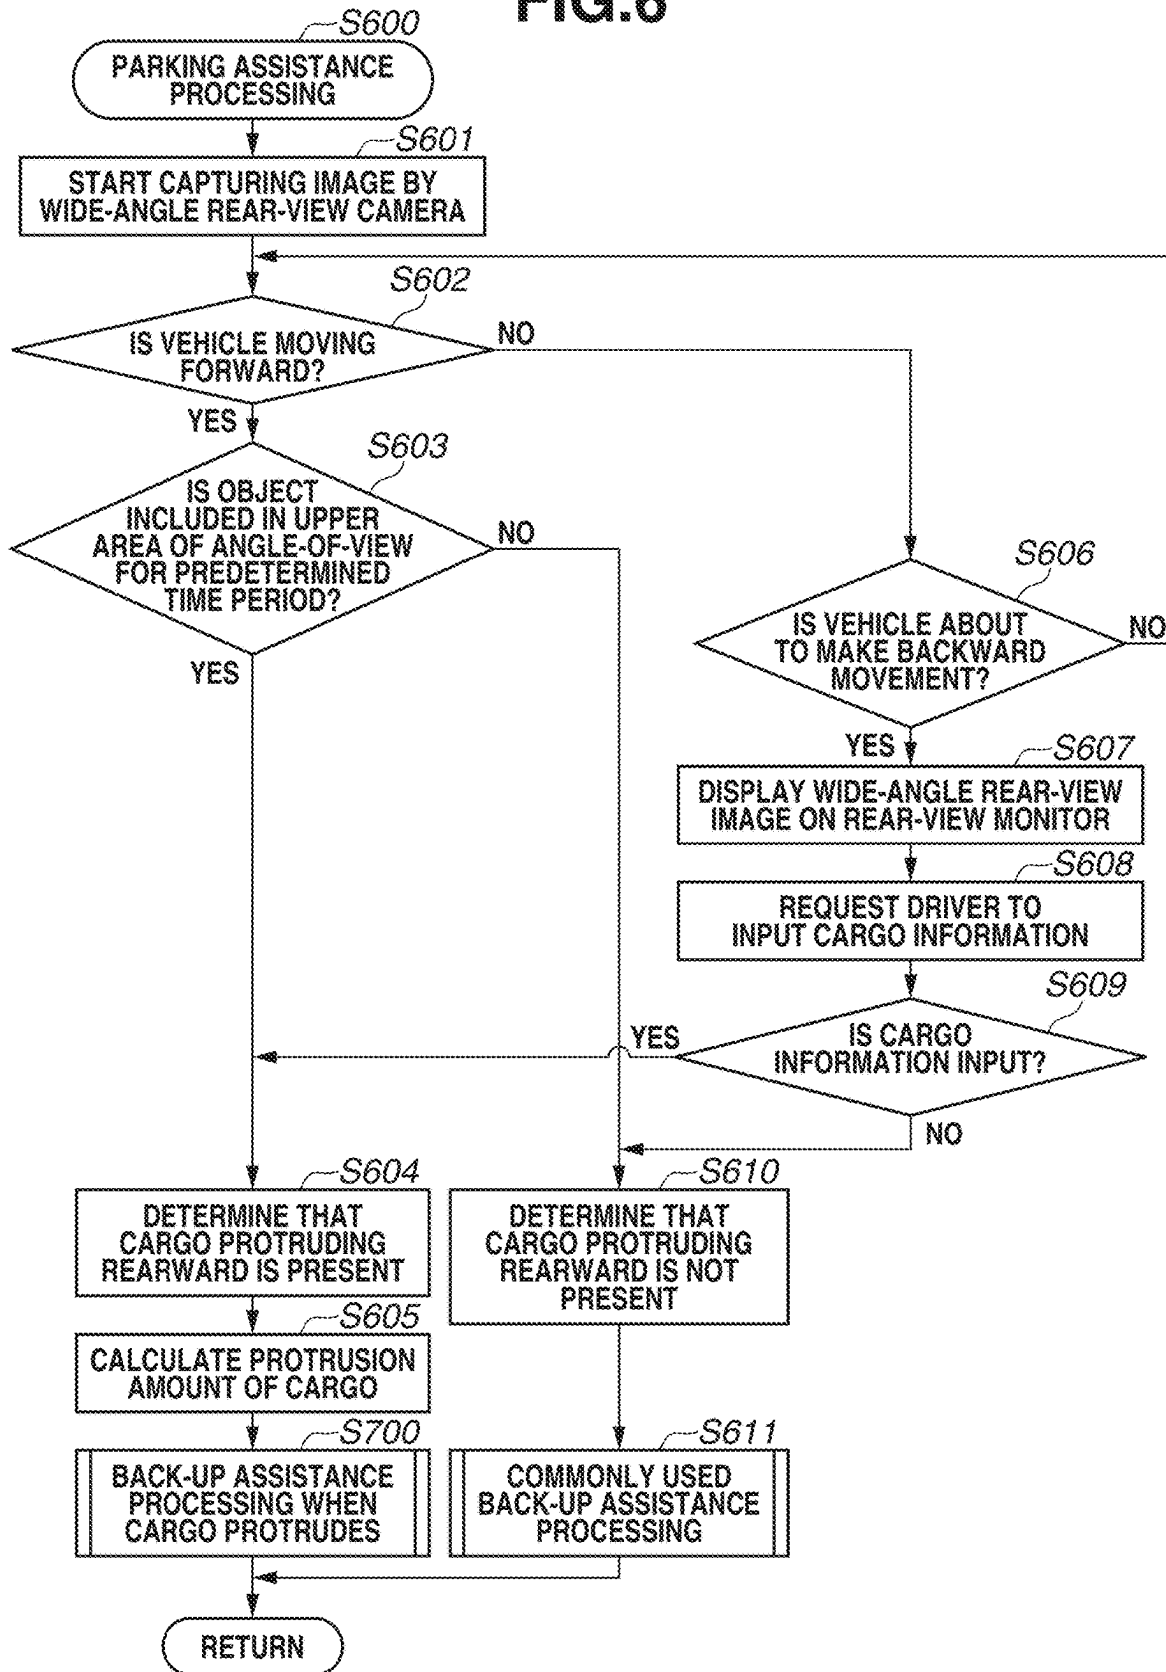 FIG.6
S600
PARKING ASSISTANCE
PROCESSING
S601
START CAPTURING IMAGE BY
WIDE-ANGLE REAR-VIEW CAMERA
S602
IS VEHICLE MOVING
FORWARD?
NO
YES
S603
IS OBJECT
INCLUDED IN UPPER
AREA OF ANGLE-OF-VIEW
FOR PREDETERMINED
TIME PERIOD?
NO
YES
S606
IS VEHICLE ABOUT
TO MAKE BACKWARD
MOVEMENT?
NO
YES
S607
DISPLAY WIDE-ANGLE REAR-VIEW
IMAGE ON REAR-VIEW MONITOR
S608
REQUEST DRIVER TO
INPUT CARGO INFORMATION
S609
IS CARGO
INFORMATION INPUT?
YES
NO
S604
DETERMINE THAT
CARGO PROTRUDING
REARWARD IS PRESENT
S610
DETERMINE THAT
CARGO PROTRUDING
REARWARD IS NOT
PRESENT
S605
CALCULATE PROTRUSION
AMOUNT OF CARGO
S700
BACK-UP ASSISTANCE
PROCESSING WHEN
CARGO PROTRUDES
S611
COMMONLY USED
BACK-UP ASSISTANCE
PROCESSING
RETURN